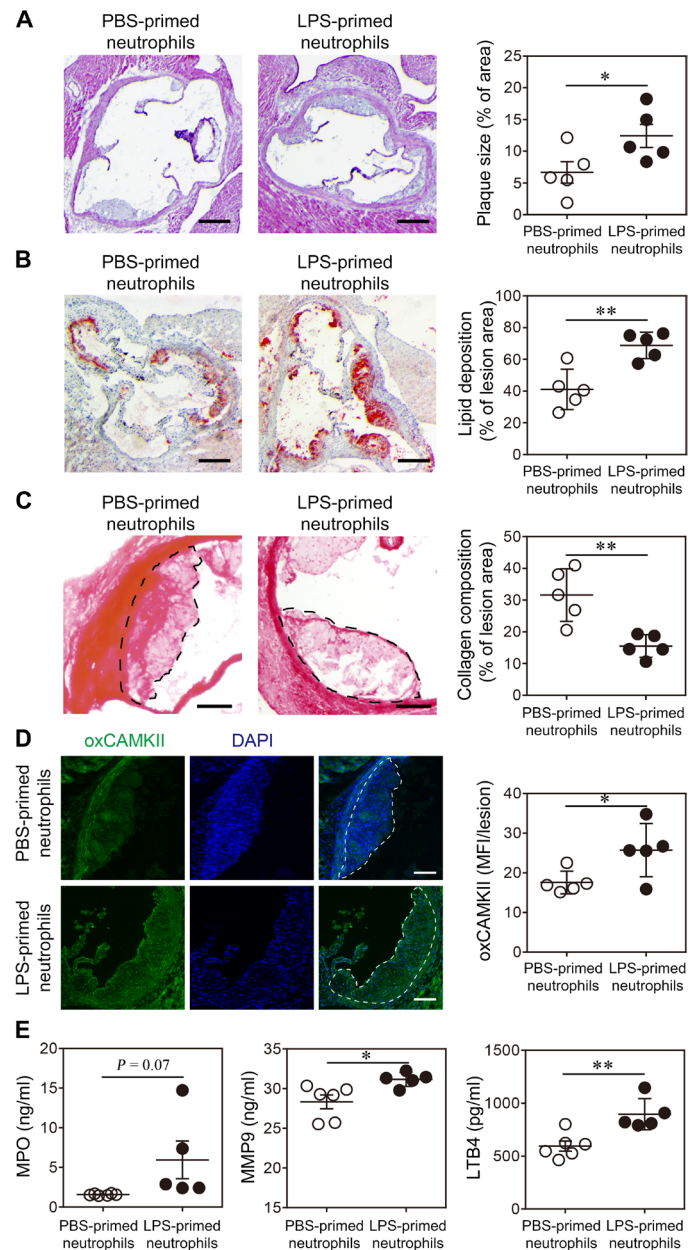 A
PBS-primed
neutrophils
LPS-primed
neutrophils
Plaque size (% of area)
25
20
15
10
5
0
*
PBS-primed
neutrophils
LPS-primed
neutrophils
B
PBS-primed
neutrophils
LPS-primed
neutrophils
Lipid deposition
(% of lesion area)
100
80
60
40
20
0
**
PBS-primed
neutrophils
LPS-primed
neutrophils
C
PBS-primed
neutrophils
LPS-primed
neutrophils
Collagen composition
(% of lesion area)
50
40
30
20
10
0
**
PBS-primed
neutrophils
LPS-primed
neutrophils
D
oxCAMKII
DAPI
PBS-primed
neutrophils
LPS-primed
neutrophils
oxCAMKII (MFI/lesion)
40
30
20
10
0
*
PBS-primed
neutrophils
LPS-primed
neutrophils
E
MPO (ng/ml)
20
15
10
5
0
P = 0.07
PBS-primed
neutrophils
LPS-primed
neutrophils
MMP9 (ng/ml)
35
30
25
*
PBS-primed
neutrophils
LPS-primed
neutrophils
LTB4 (pg/ml)
1500
1000
500
0
**
PBS-primed
neutrophils
LPS-primed
neutrophils